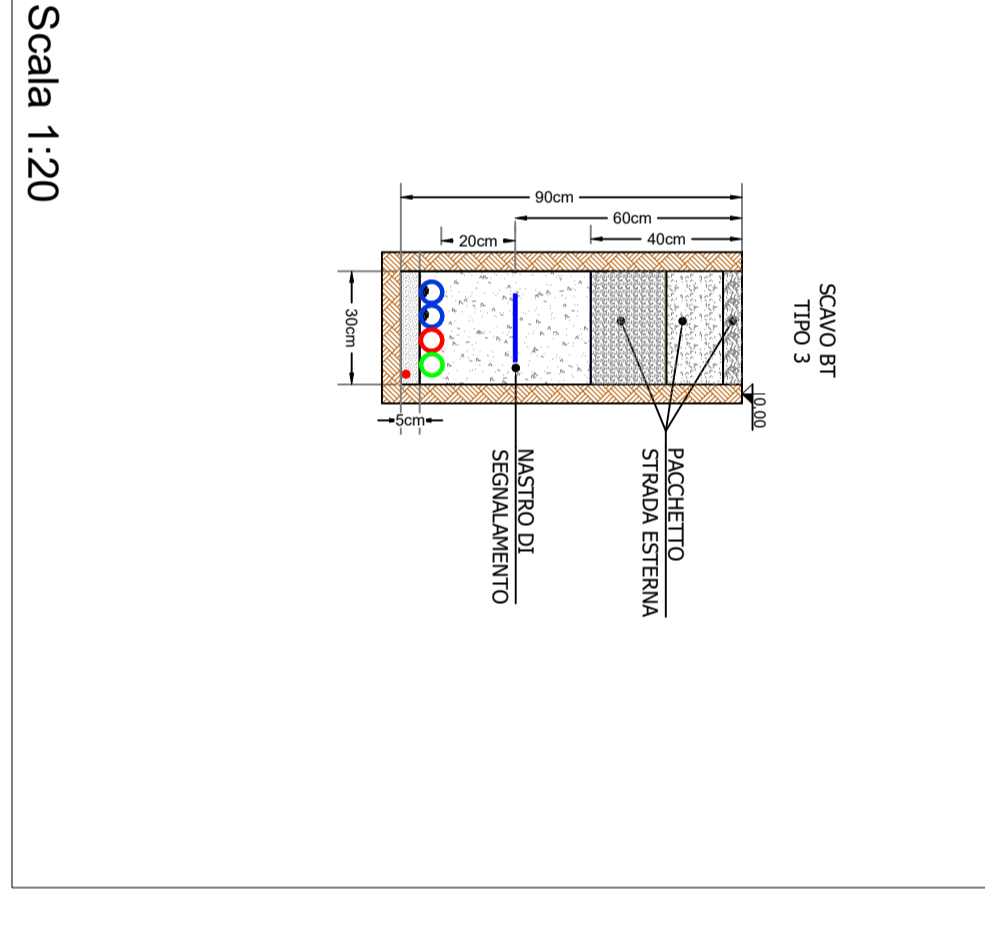 Scala 1:20
SCAVO BT
TIPO 3
90cm
60cm
40cm
20cm
30cm
5cm
0.00
PACCHETTO
STRADA ESTERNA
NASTRO DI
SEGNALAMENTO